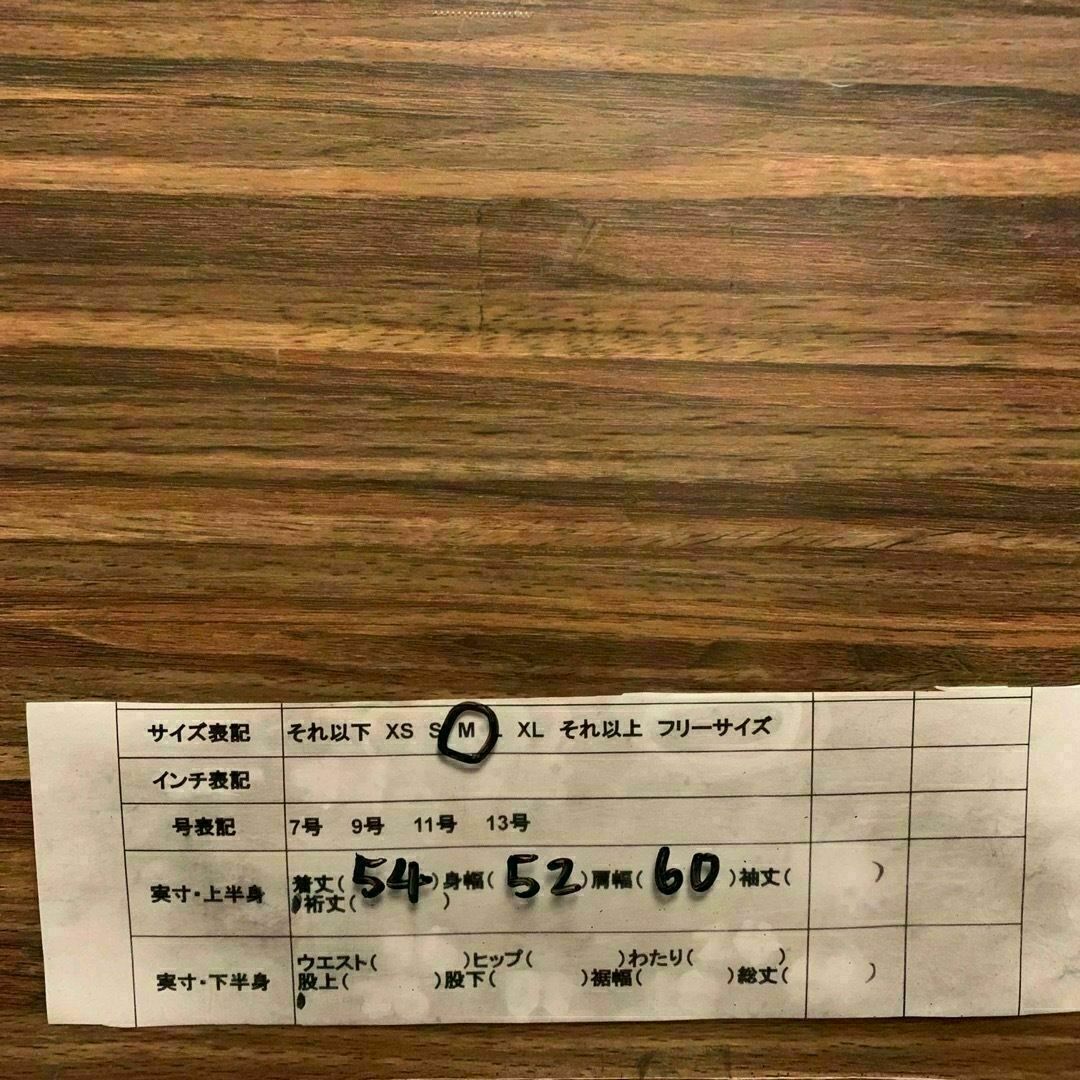 サイズ表記 それ以下 XS S M L XL それ以上 フリーサイズ
インチ表記
号表記 7号 9号 11号 13号
実寸・上半身 着丈( 54 )身幅( 52 )肩幅( 60 )袖丈( )
裄丈( )
実寸・下半身 ウエスト( )ヒップ( )わたり( )
股上( )股下( )裾幅( )総丈( )